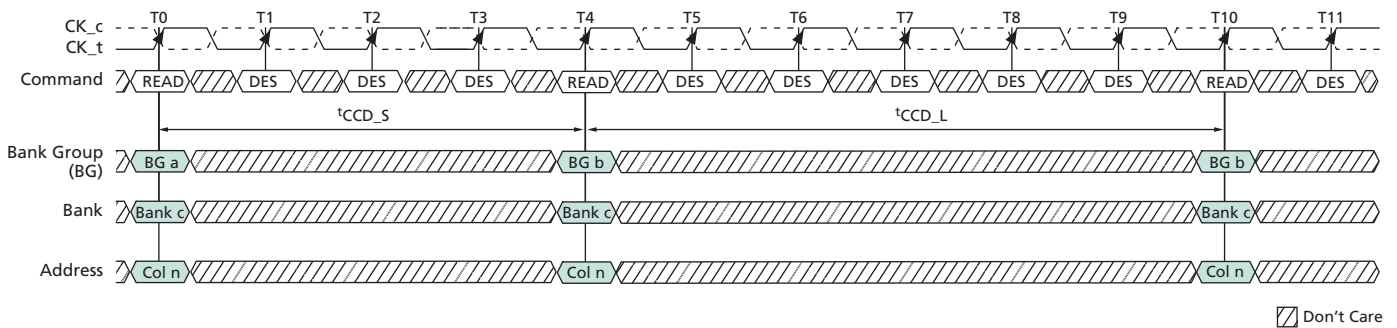 T0 T1 T2 T3 T4 T5 T6 T7 T8 T9 T10 T11
CK_c
CK_t
Command READ DES DES DES READ DES DES DES DES DES READ DES
tCCD_S tCCD_L
Bank Group
(BG)
BG a BG b BG b
Bank Bank c Bank c Bank c
Address Col n Col n Col n
Don't Care